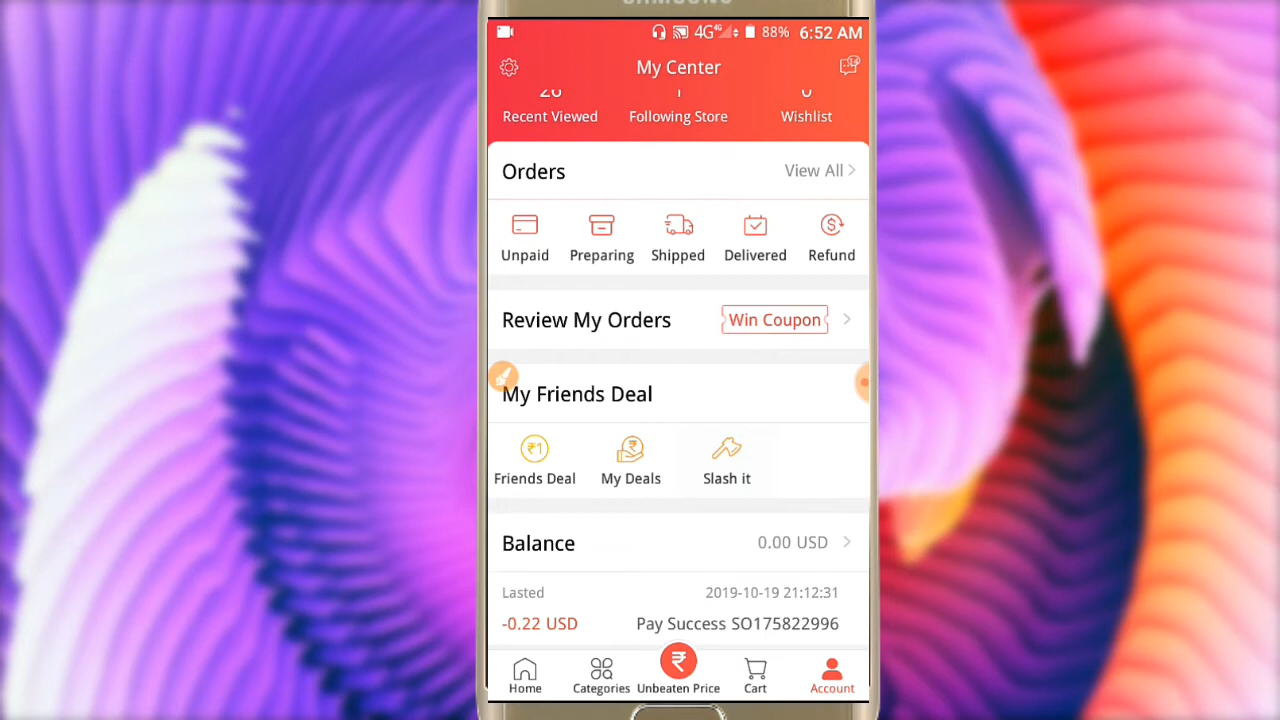 4G 4G 88% 6:52 AM
My Center
Recent Viewed Following Store Wishlist
Orders View All
Unpaid Preparing Shipped Delivered Refund
Review My Orders Win Coupon
My Friends Deal
₹1 ₹
Friends Deal My Deals Slash it
Balance 0.00 USD
Lasted 2019-10-19 21:12:31
-0.22 USD Pay Success SO175822996
₹
Home Categories Unbeaten Price Cart Account